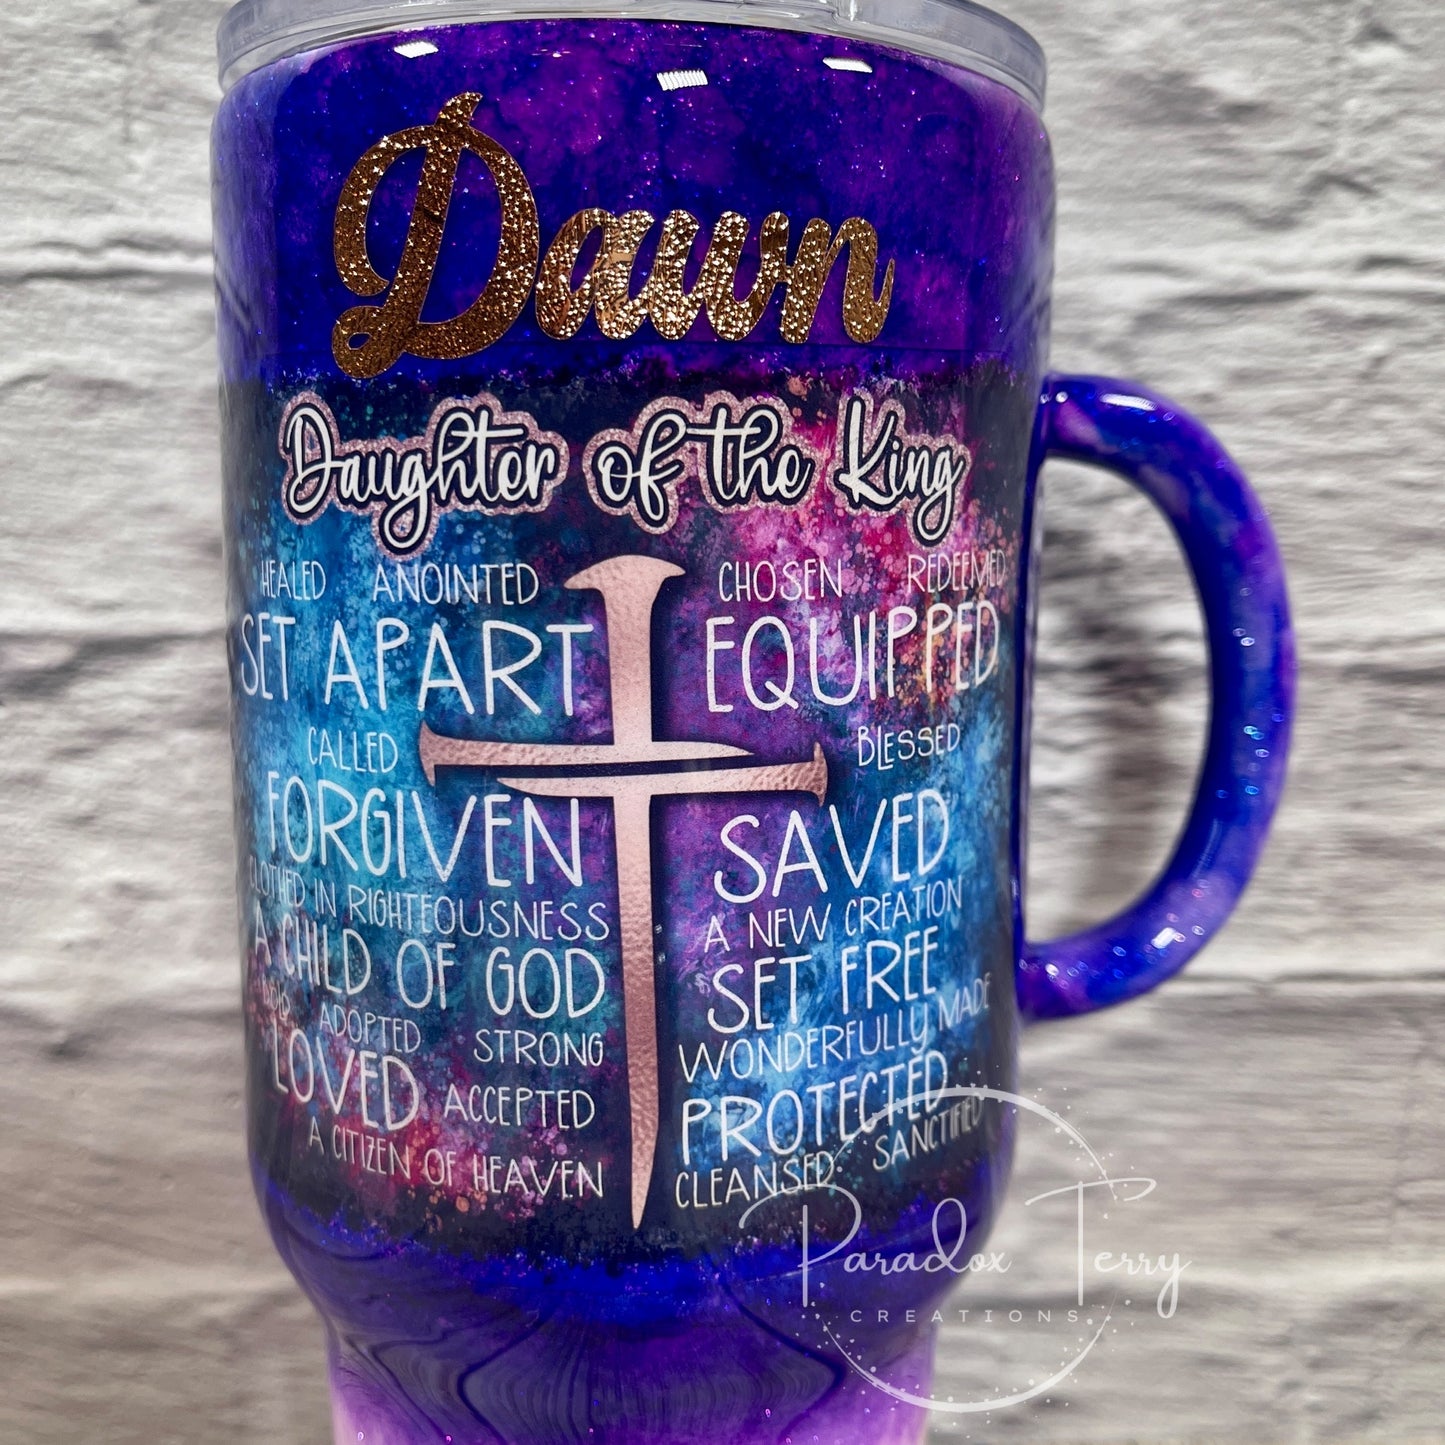 Dawn
Daughter of the King
HEALED ANOINTED CHOSEN REDEEMED
SET APART EQUIPPED
CALLED BLESSED
FORGIVEN SAVED
CLOTHED IN RIGHTEOUSNESS A NEW CREATION
A CHILD OF GOD SET FREE
BOLD ADOPTED STRONG WONDERFULLY MADE
LOVED ACCEPTED PROTECTED
A CITIZEN OF HEAVEN CLEANSED SANCTIFIED
Paradox Terry
CREATIONS